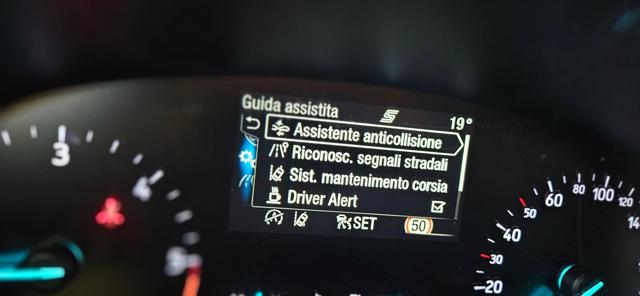 Guida assistita
19°
Assistente anticollisione
Riconosc. segnali stradali
Sist. mantenimento corsia
Driver Alert
SET 50
3
4
5
20
30
40
50
60
80
100
120